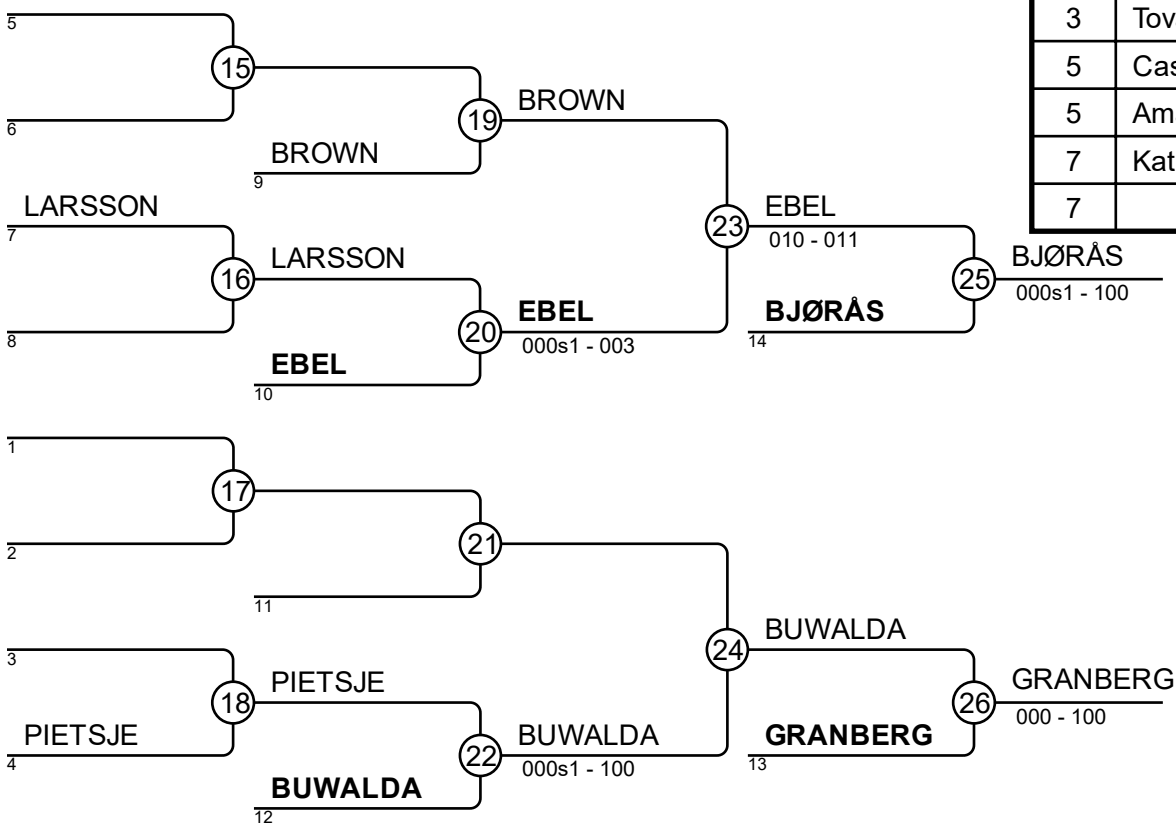 3 Tov
5 Cas
5 Am
7 Kat
7
5
15
6
19
BROWN
BROWN
9
LARSSON
7
16
LARSSON
8
20
EBEL
000s1 - 003
EBEL
10
23
EBEL
010 - 011
BJØRÅS
14
25
BJØRÅS
000s1 - 100
1
17
2
21
11
3
18
PIETSJE
PIETSJE
4
22
BUWALDA
000s1 - 100
BUWALDA
12
24
BUWALDA
GRANBERG
13
26
GRANBERG
000 - 100